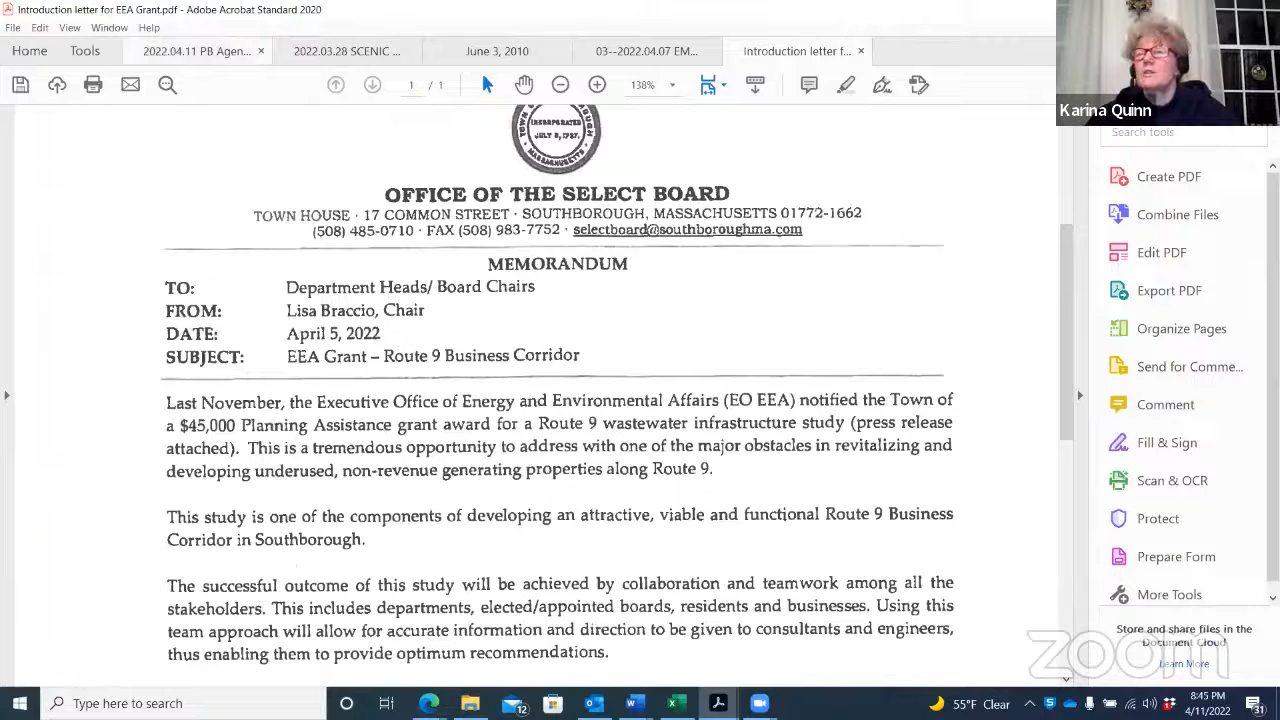 Introduction letter for EEA Grant.pdf - Adobe Acrobat Standard 2020
File Edit View Window Help
Home Tools 2022.04.11 PB Agen... × 2022.03.28 SCENIC ... June 3, 2010 03--2022.04.07 EM... Introduction letter f... ×
1 / 1 138%
Karina Quinn
INCORPORATED
JULY 6, 1727.
MASSACHUSETTS
OFFICE OF THE SELECT BOARD
TOWN HOUSE · 17 COMMON STREET · SOUTHBOROUGH, MASSACHUSETTS 01772-1662
(508) 485-0710 · FAX (508) 983-7752 · selectboard@southboroughma.com
MEMORANDUM
TO: Department Heads/ Board Chairs
FROM: Lisa Braccio, Chair
DATE: April 5, 2022
SUBJECT: EEA Grant – Route 9 Business Corridor
Last November, the Executive Office of Energy and Environmental Affairs (EO EEA) notified the Town of
a $45,000 Planning Assistance grant award for a Route 9 wastewater infrastructure study (press release
attached). This is a tremendous opportunity to address with one of the major obstacles in revitalizing and
developing underused, non-revenue generating properties along Route 9.
This study is one of the components of developing an attractive, viable and functional Route 9 Business
Corridor in Southborough.
The successful outcome of this study will be achieved by collaboration and teamwork among all the
stakeholders. This includes departments, elected/appointed boards, residents and businesses. Using this
team approach will allow for accurate information and direction to be given to consultants and engineers,
thus enabling them to provide optimum recommendations.
Search tools
Create PDF
Combine Files
Edit PDF
Export PDF
Organize Pages
Send for Comme...
Comment
Fill & Sign
Scan & OCR
Protect
Prepare Form
More Tools
Store and share files in the
Document Cloud
Learn More
zoom
Type here to search
12
55°F Clear
8:45 PM
4/11/2022
31